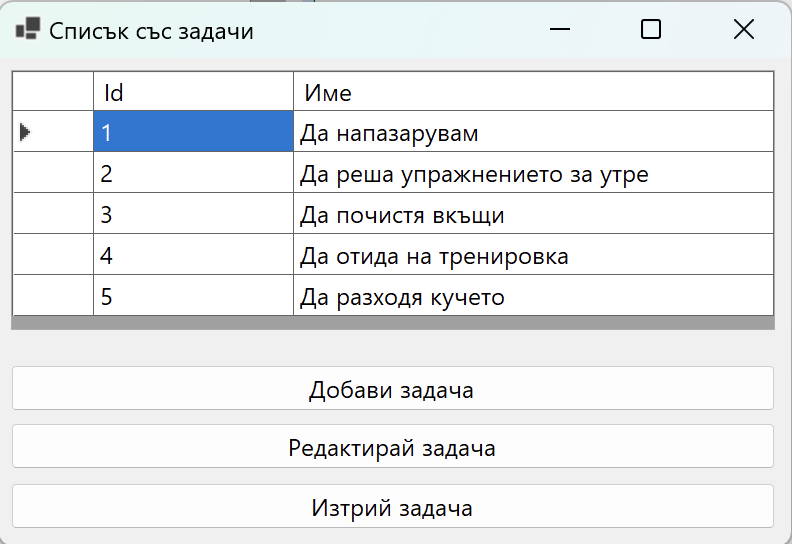 Списък със задачи
Id Име
1 Да напазарувам
2 Да реша упражнението за утре
3 Да почистя вкъщи
4 Да отида на тренировка
5 Да разходя кучето
Добави задача
Редактирай задача
Изтрий задача